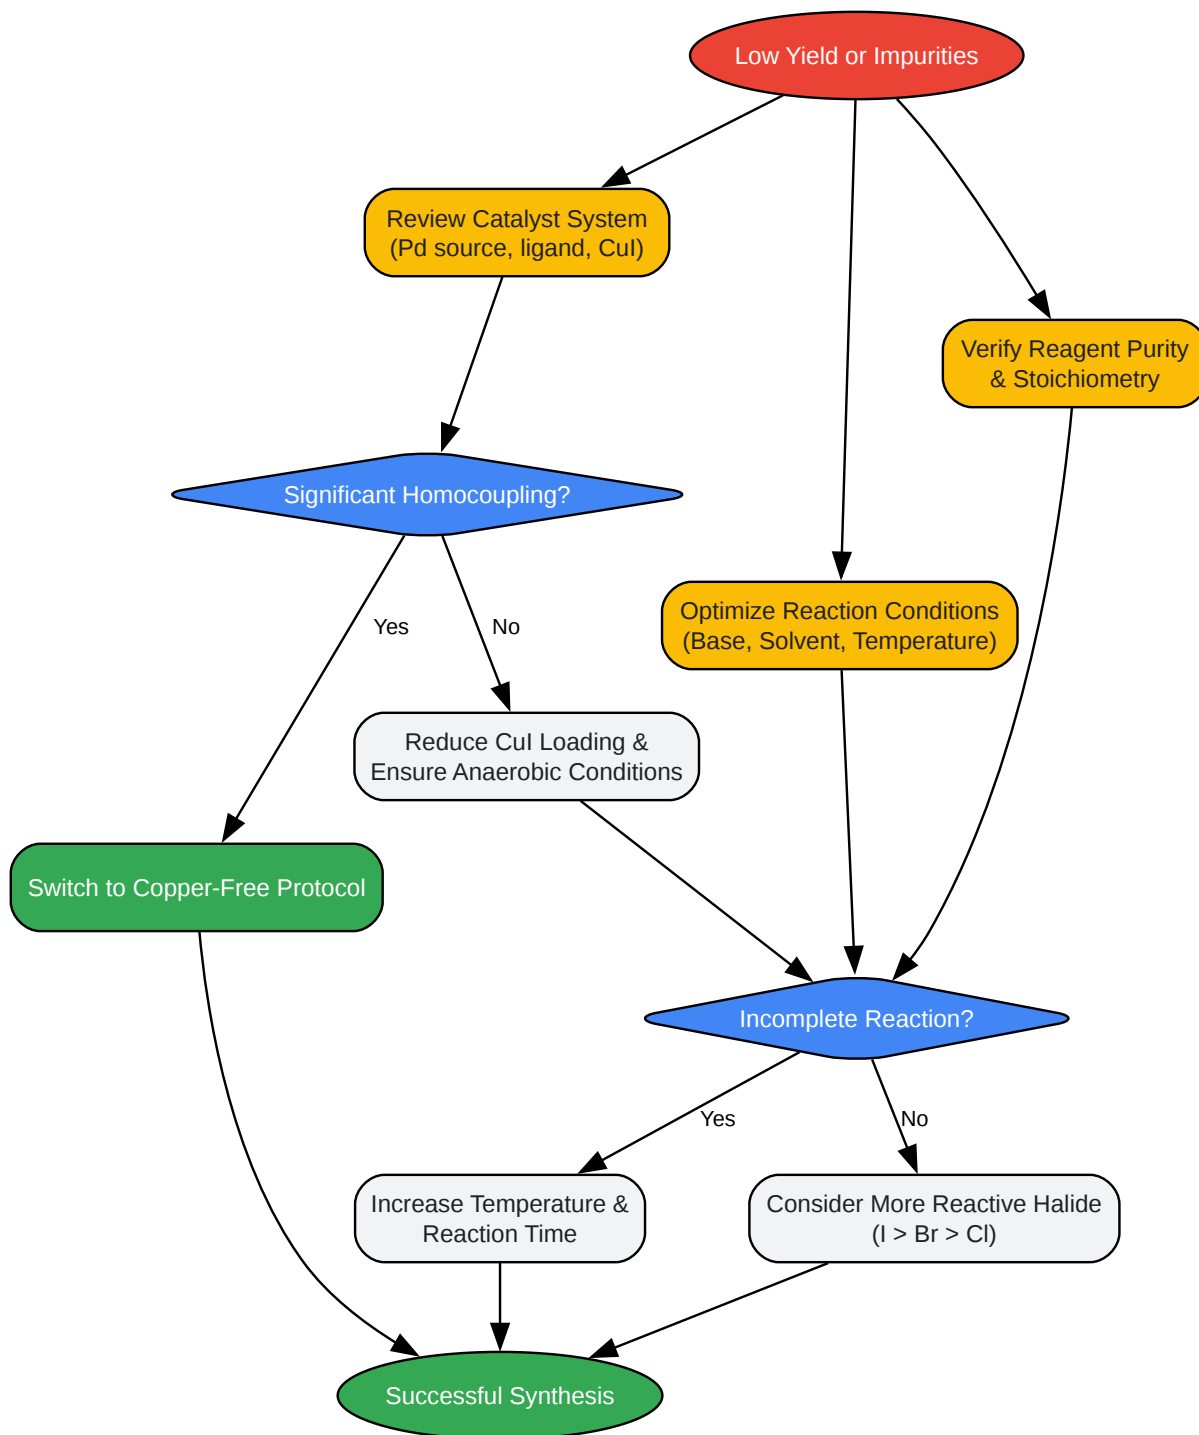 Low Yield or Impurities
Review Catalyst System
(Pd source, ligand, CuI)
Verify Reagent Purity
& Stoichiometry
Significant Homocoupling?
Optimize Reaction Conditions
(Base, Solvent, Temperature)
Yes
No
Reduce CuI Loading &
Ensure Anaerobic Conditions
Switch to Copper-Free Protocol
Incomplete Reaction?
Yes
No
Increase Temperature &
Reaction Time
Consider More Reactive Halide
(I > Br > Cl)
Successful Synthesis